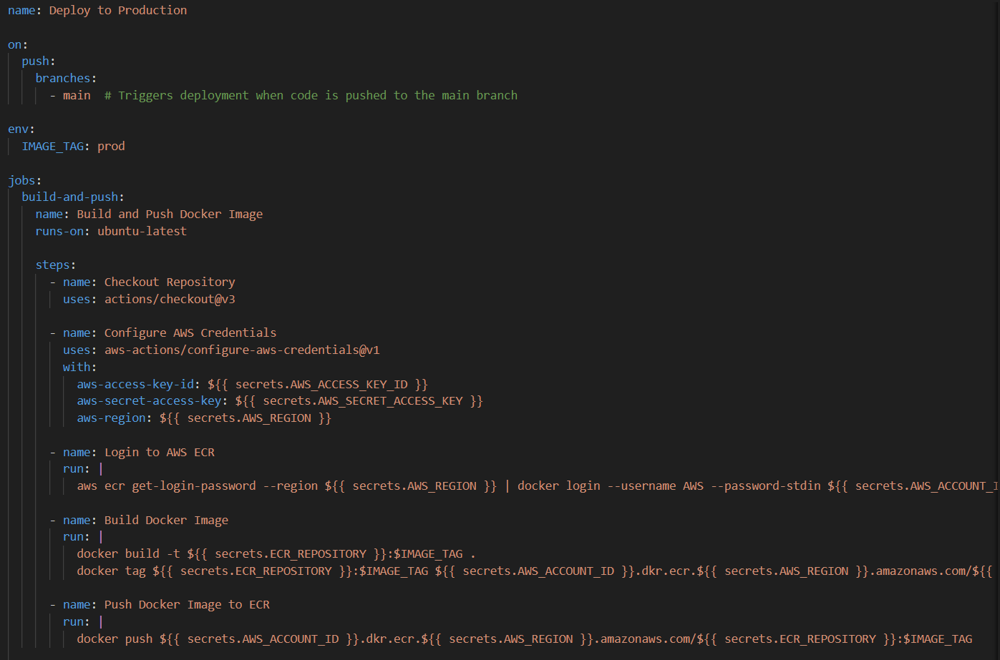 name: Deploy to Production
on:
push:
branches:
- main  # Triggers deployment when code is pushed to the main branch
env:
IMAGE_TAG: prod
jobs:
build-and-push:
name: Build and Push Docker Image
runs-on: ubuntu-latest
steps:
- name: Checkout Repository
uses: actions/checkout@v3
- name: Configure AWS Credentials
uses: aws-actions/configure-aws-credentials@v1
with:
aws-access-key-id: ${{ secrets.AWS_ACCESS_KEY_ID }}
aws-secret-access-key: ${{ secrets.AWS_SECRET_ACCESS_KEY }}
aws-region: ${{ secrets.AWS_REGION }}
- name: Login to AWS ECR
run: |
aws ecr get-login-password --region ${{ secrets.AWS_REGION }} | docker login --username AWS --password-stdin ${{ secrets.AWS_ACCOUNT_I
- name: Build Docker Image
run: |
docker build -t ${{ secrets.ECR_REPOSITORY }}:$IMAGE_TAG .
docker tag ${{ secrets.ECR_REPOSITORY }}:$IMAGE_TAG ${{ secrets.AWS_ACCOUNT_ID }}.dkr.ecr.${{ secrets.AWS_REGION }}.amazonaws.com/${{
- name: Push Docker Image to ECR
run: |
docker push ${{ secrets.AWS_ACCOUNT_ID }}.dkr.ecr.${{ secrets.AWS_REGION }}.amazonaws.com/${{ secrets.ECR_REPOSITORY }}:$IMAGE_TAG